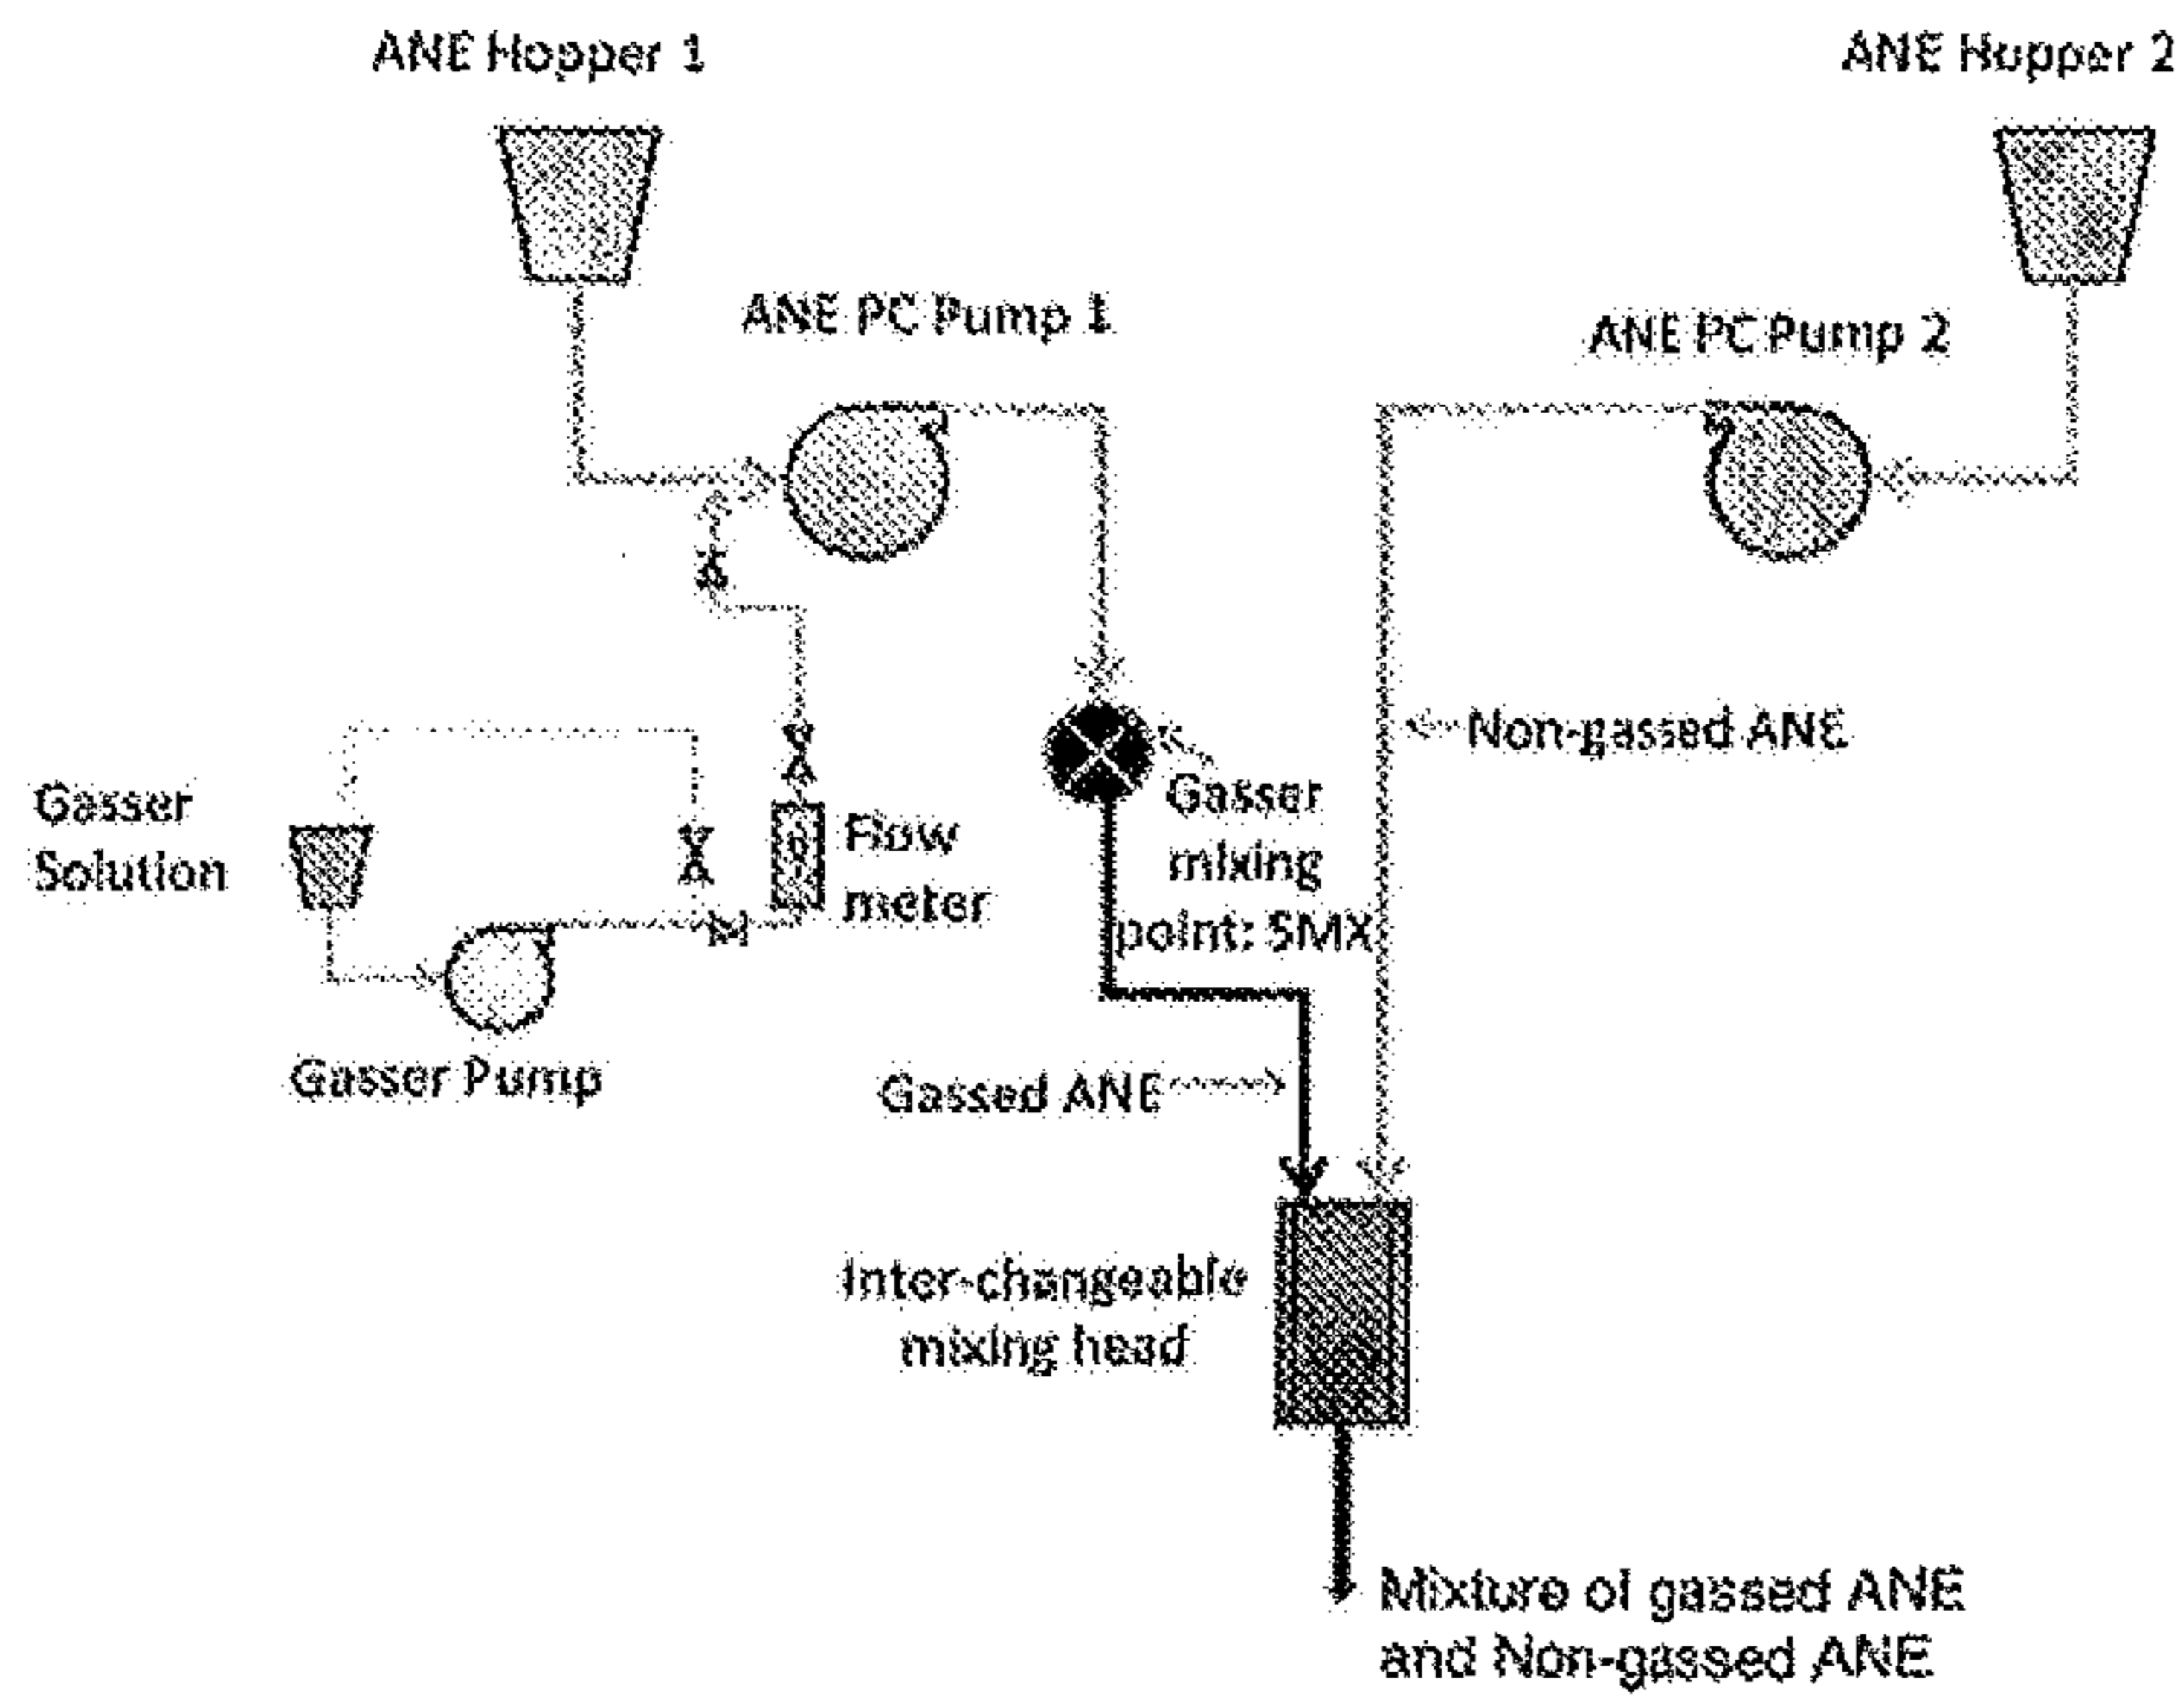 ANE Hopper 1
ANE Hopper 2
ANE PC Pump 1
ANE PC Pump 2
Non-gassed ANE
Gasser
Solution
Flow
meter
Gasser
mixing
point: SMX
Gasser Pump
Gassed ANE
Inter-changeable
mixing head
Mixture of gassed ANE
and Non-gassed ANE